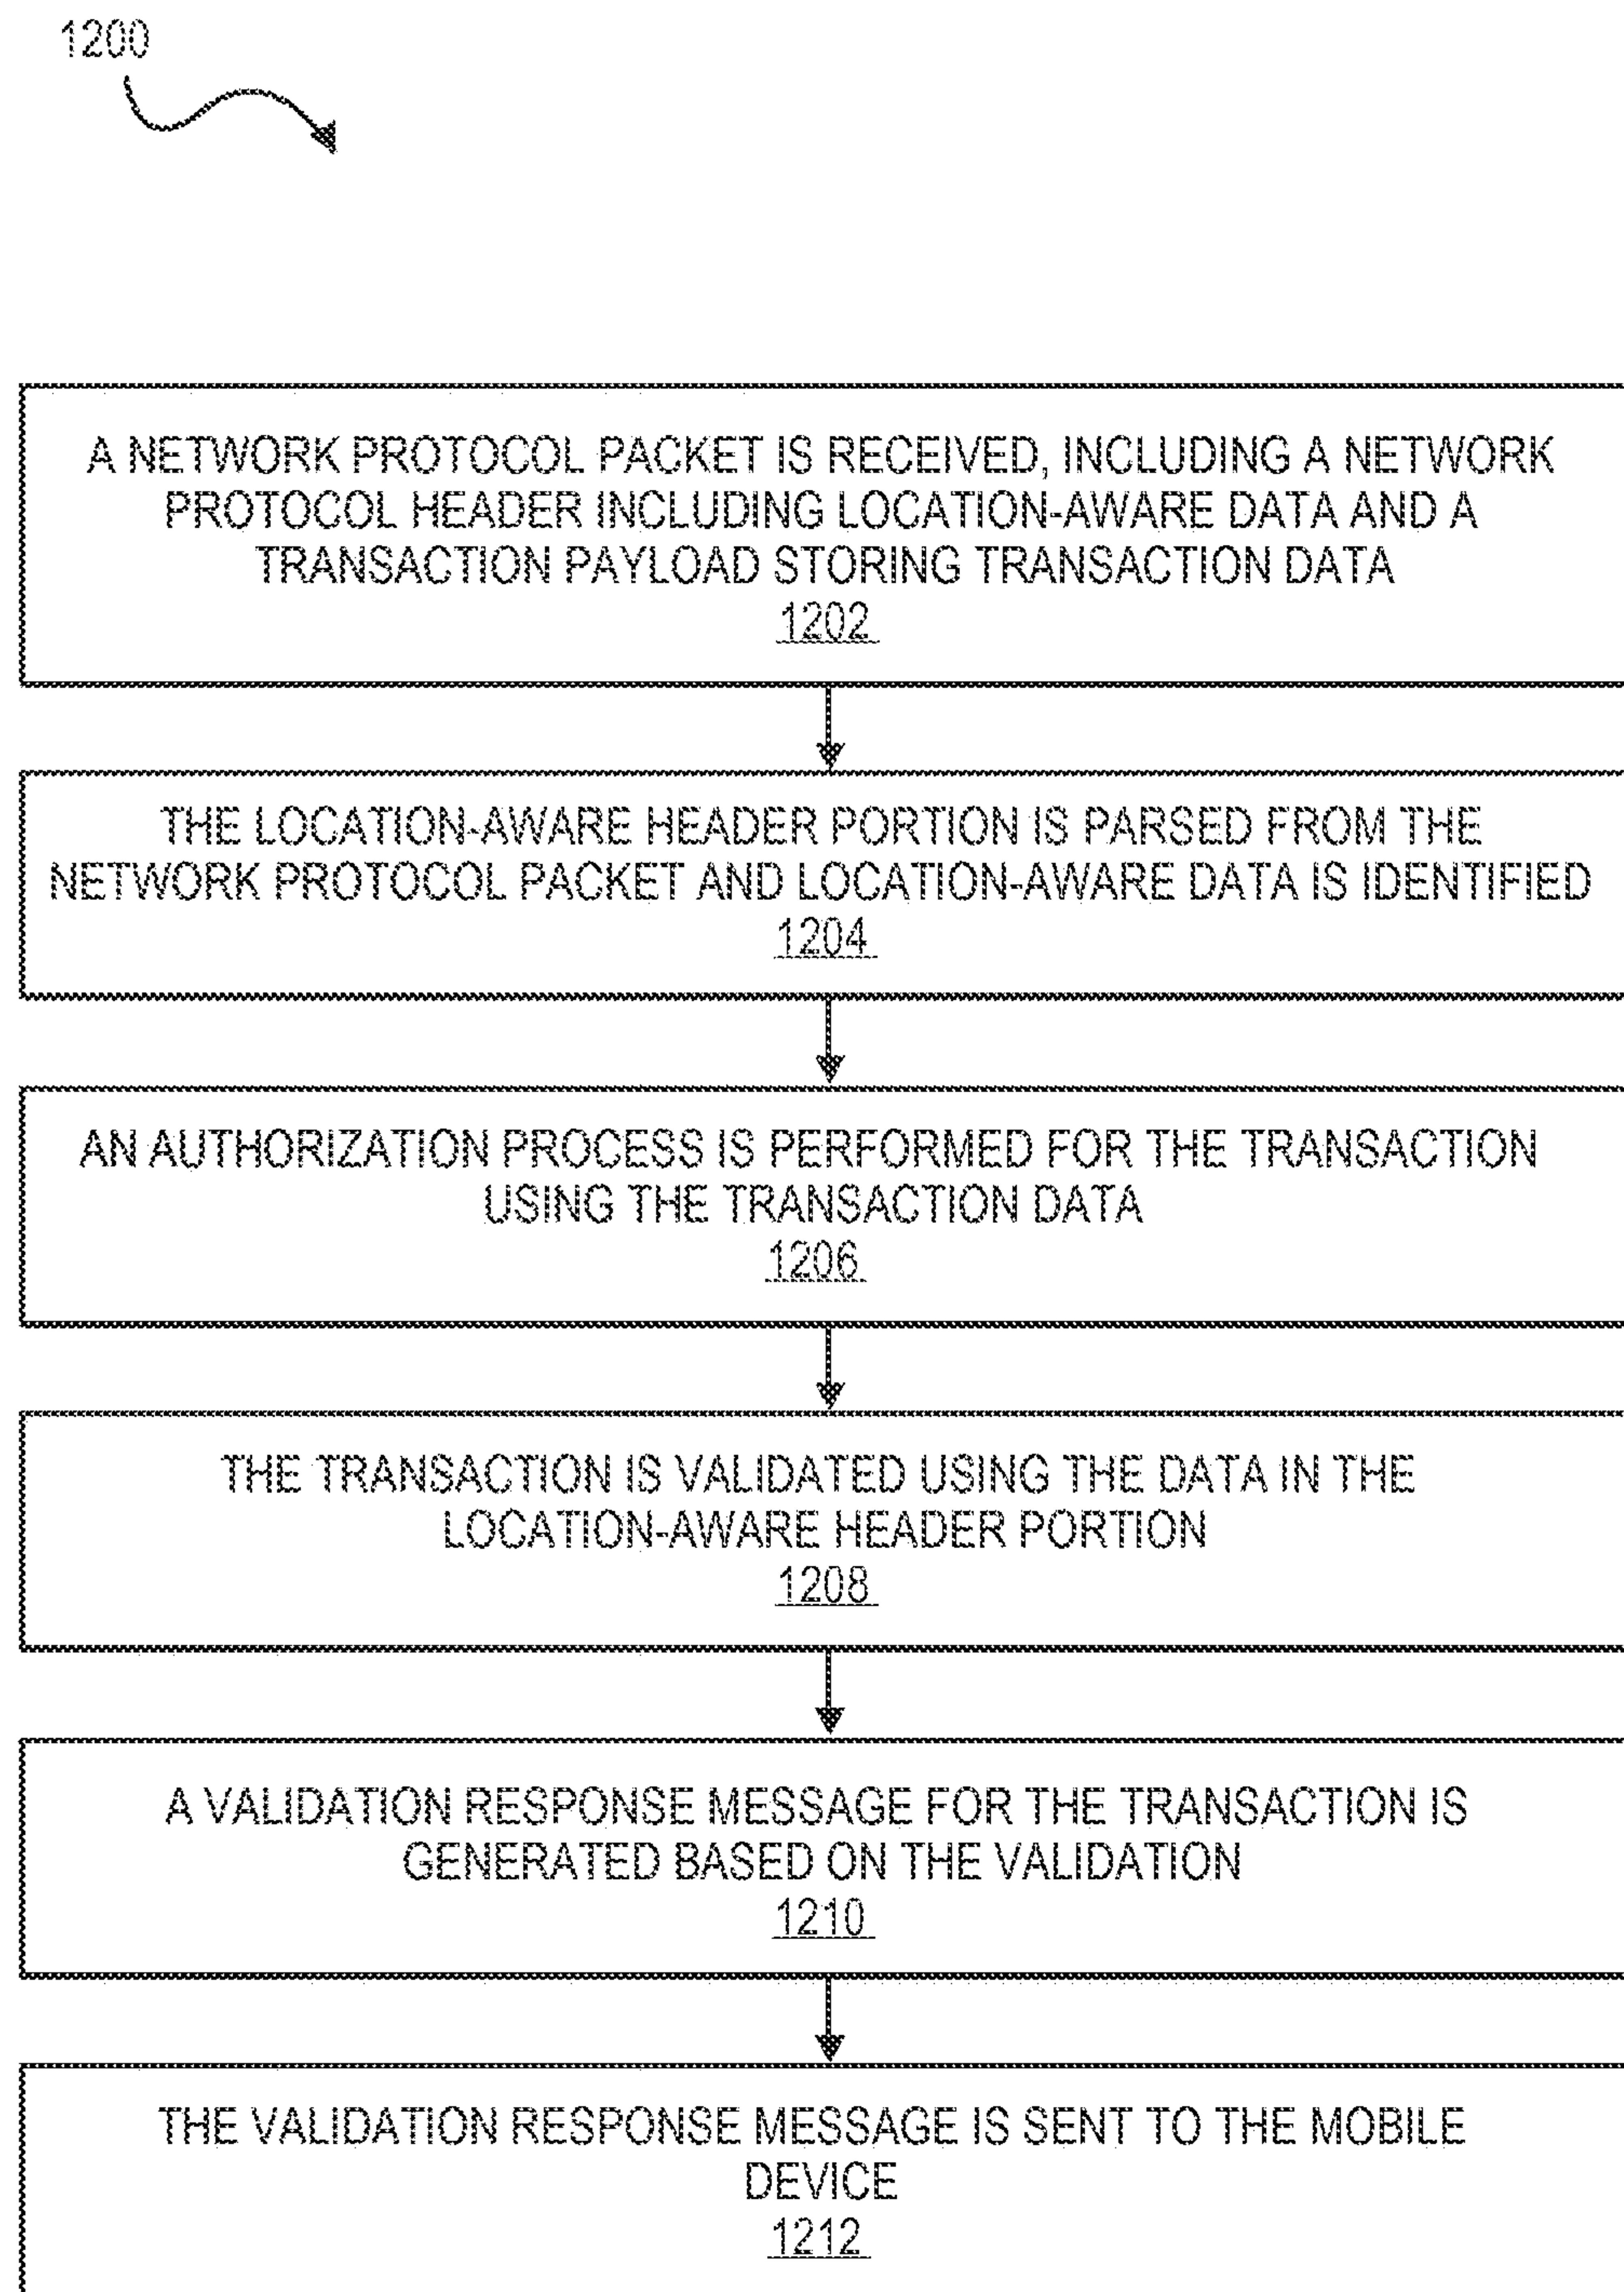 1200
A NETWORK PROTOCOL PACKET IS RECEIVED, INCLUDING A NETWORK
PROTOCOL HEADER INCLUDING LOCATION-AWARE DATA AND A
TRANSACTION PAYLOAD STORING TRANSACTION DATA
1202
THE LOCATION-AWARE HEADER PORTION IS PARSED FROM THE
NETWORK PROTOCOL PACKET AND LOCATION-AWARE DATA IS IDENTIFIED
1204
AN AUTHORIZATION PROCESS IS PERFORMED FOR THE TRANSACTION
USING THE TRANSACTION DATA
1206
THE TRANSACTION IS VALIDATED USING THE DATA IN THE
LOCATION-AWARE HEADER PORTION
1208
A VALIDATION RESPONSE MESSAGE FOR THE TRANSACTION IS
GENERATED BASED ON THE VALIDATION
1210
THE VALIDATION RESPONSE MESSAGE IS SENT TO THE MOBILE
DEVICE
1212